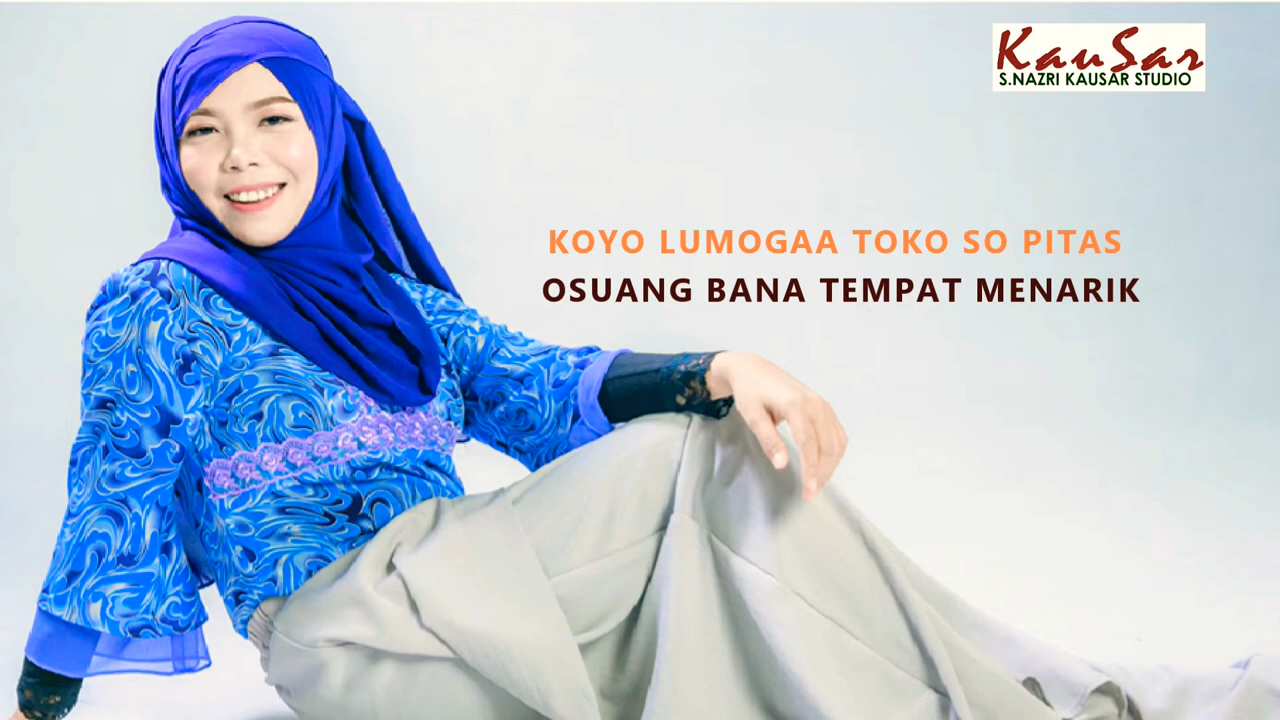 KauSar
S.NAZRI KAUSAR STUDIO
KOYO LUMOGAA TOKO SO PITAS
OSUANG BANA TEMPAT MENARIK